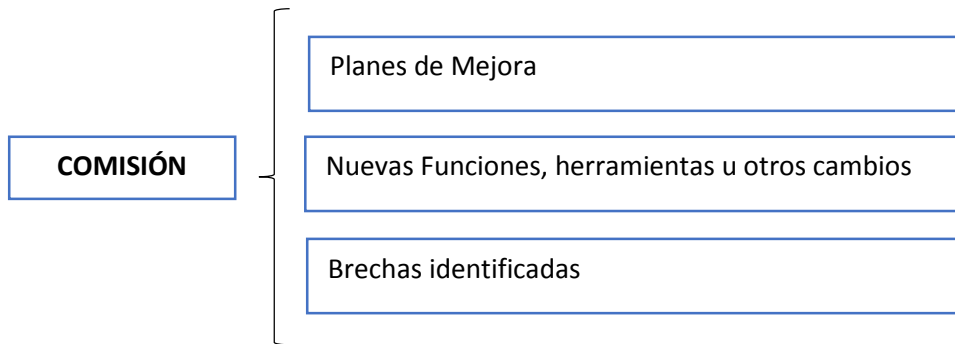 Planes de Mejora
COMISIÓN
Nuevas Funciones, herramientas u otros cambios
Brechas identificadas